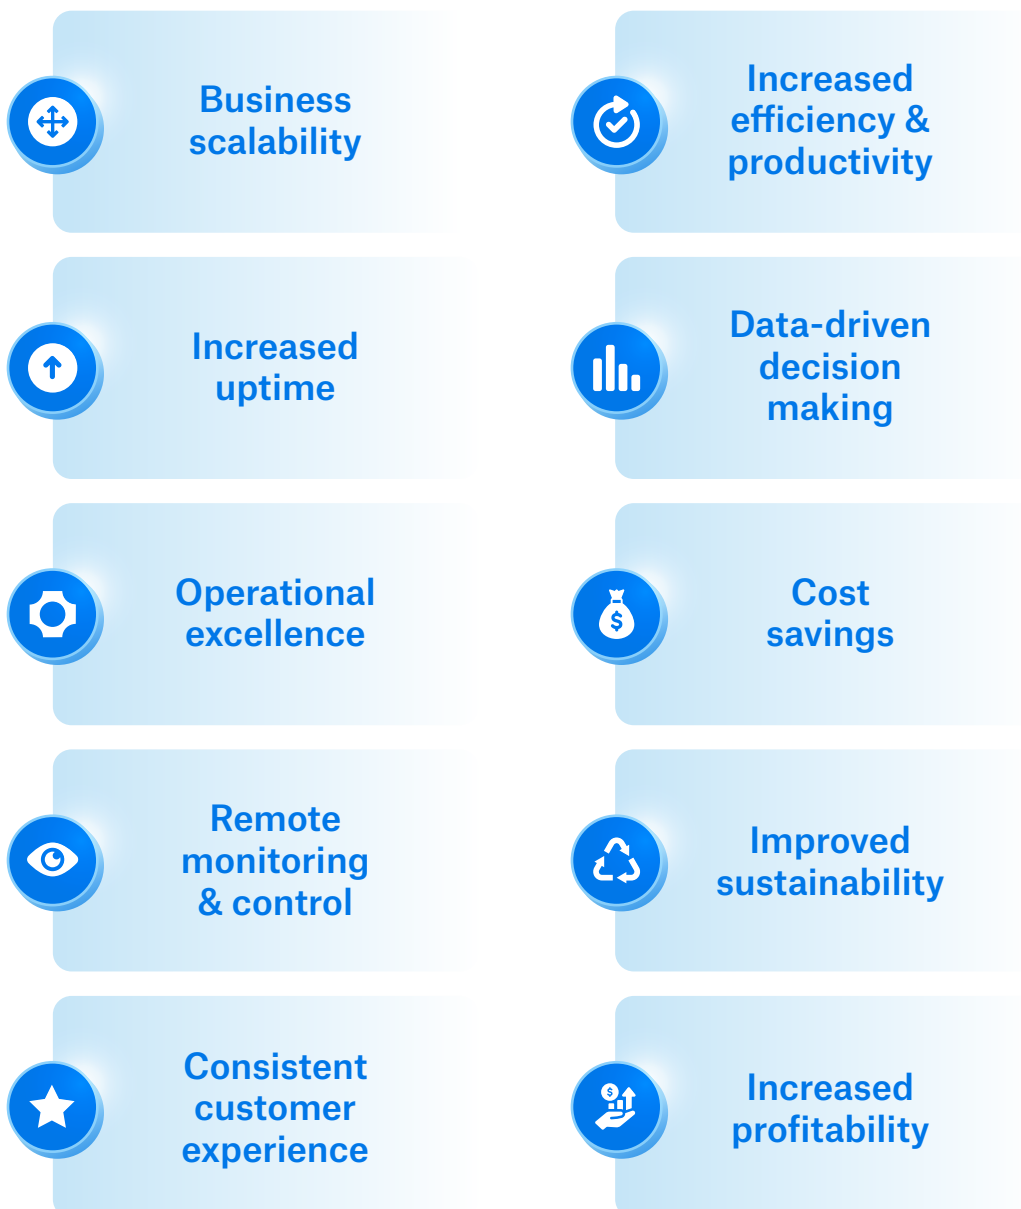 Business
scalability
Increased
efficiency &
productivity
Increased
uptime
Data-driven
decision
making
Operational
excellence
$
Cost
savings
Remote
monitoring
& control
Improved
sustainability
Consistent
customer
experience
$
Increased
profitability